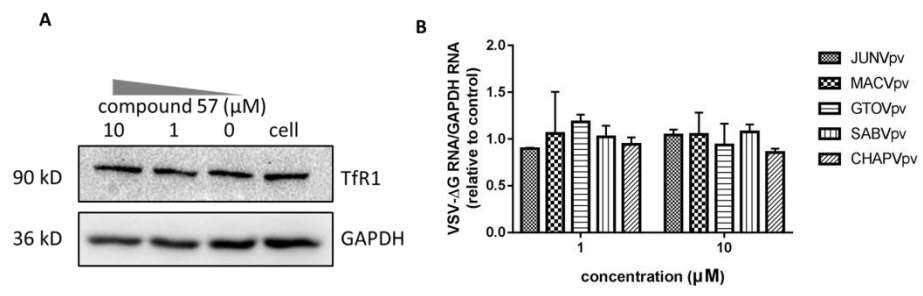 A
compound 57 (µM)
10 1 0 cell
90 kD TfR1
36 kD GAPDH
B
VSV-ΔG RNA/GAPDH RNA
(relative to control)
2.0
1.5
1.0
0.5
0.0
1 10
concentration (µM)
JUNVpv
MACVpv
GTOVpv
SABVpv
CHAPVpv